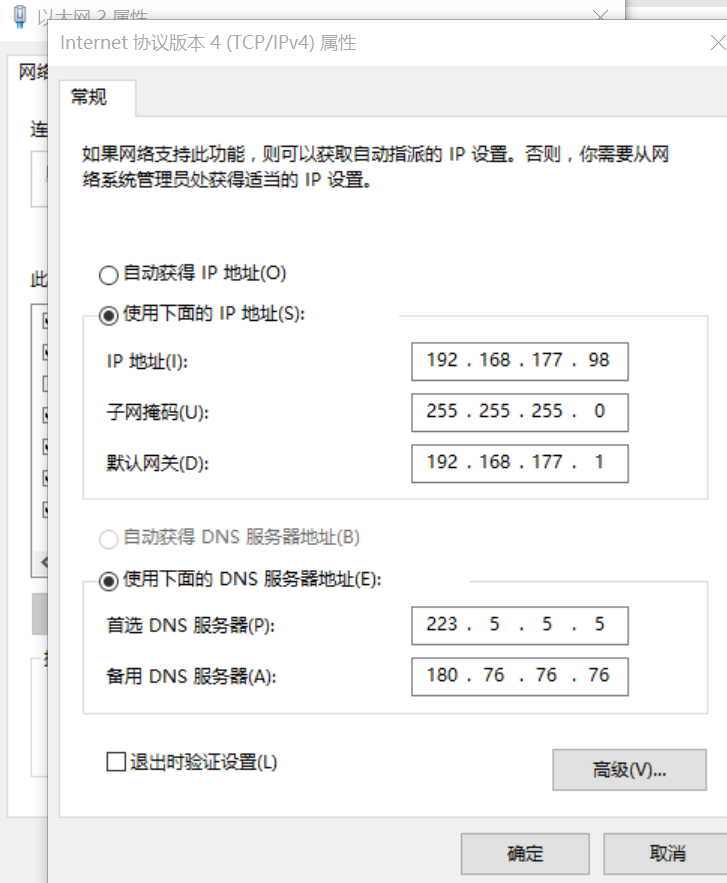 以太网 2 属性
Internet 协议版本 4 (TCP/IPv4) 属性
网络
常规
连
如果网络支持此功能，则可以获取自动指派的 IP 设置。否则，你需要从网
络系统管理员处获得适当的 IP 设置。
此
自动获得 IP 地址(O)
使用下面的 IP 地址(S):
IP 地址(I): 192 . 168 . 177 . 98
子网掩码(U): 255 . 255 . 255 . 0
默认网关(D): 192 . 168 . 177 . 1
自动获得 DNS 服务器地址(B)
使用下面的 DNS 服务器地址(E):
首选 DNS 服务器(P): 223 . 5 . 5 . 5
备用 DNS 服务器(A): 180 . 76 . 76 . 76
退出时验证设置(L)
高级(V)...
确定 取消